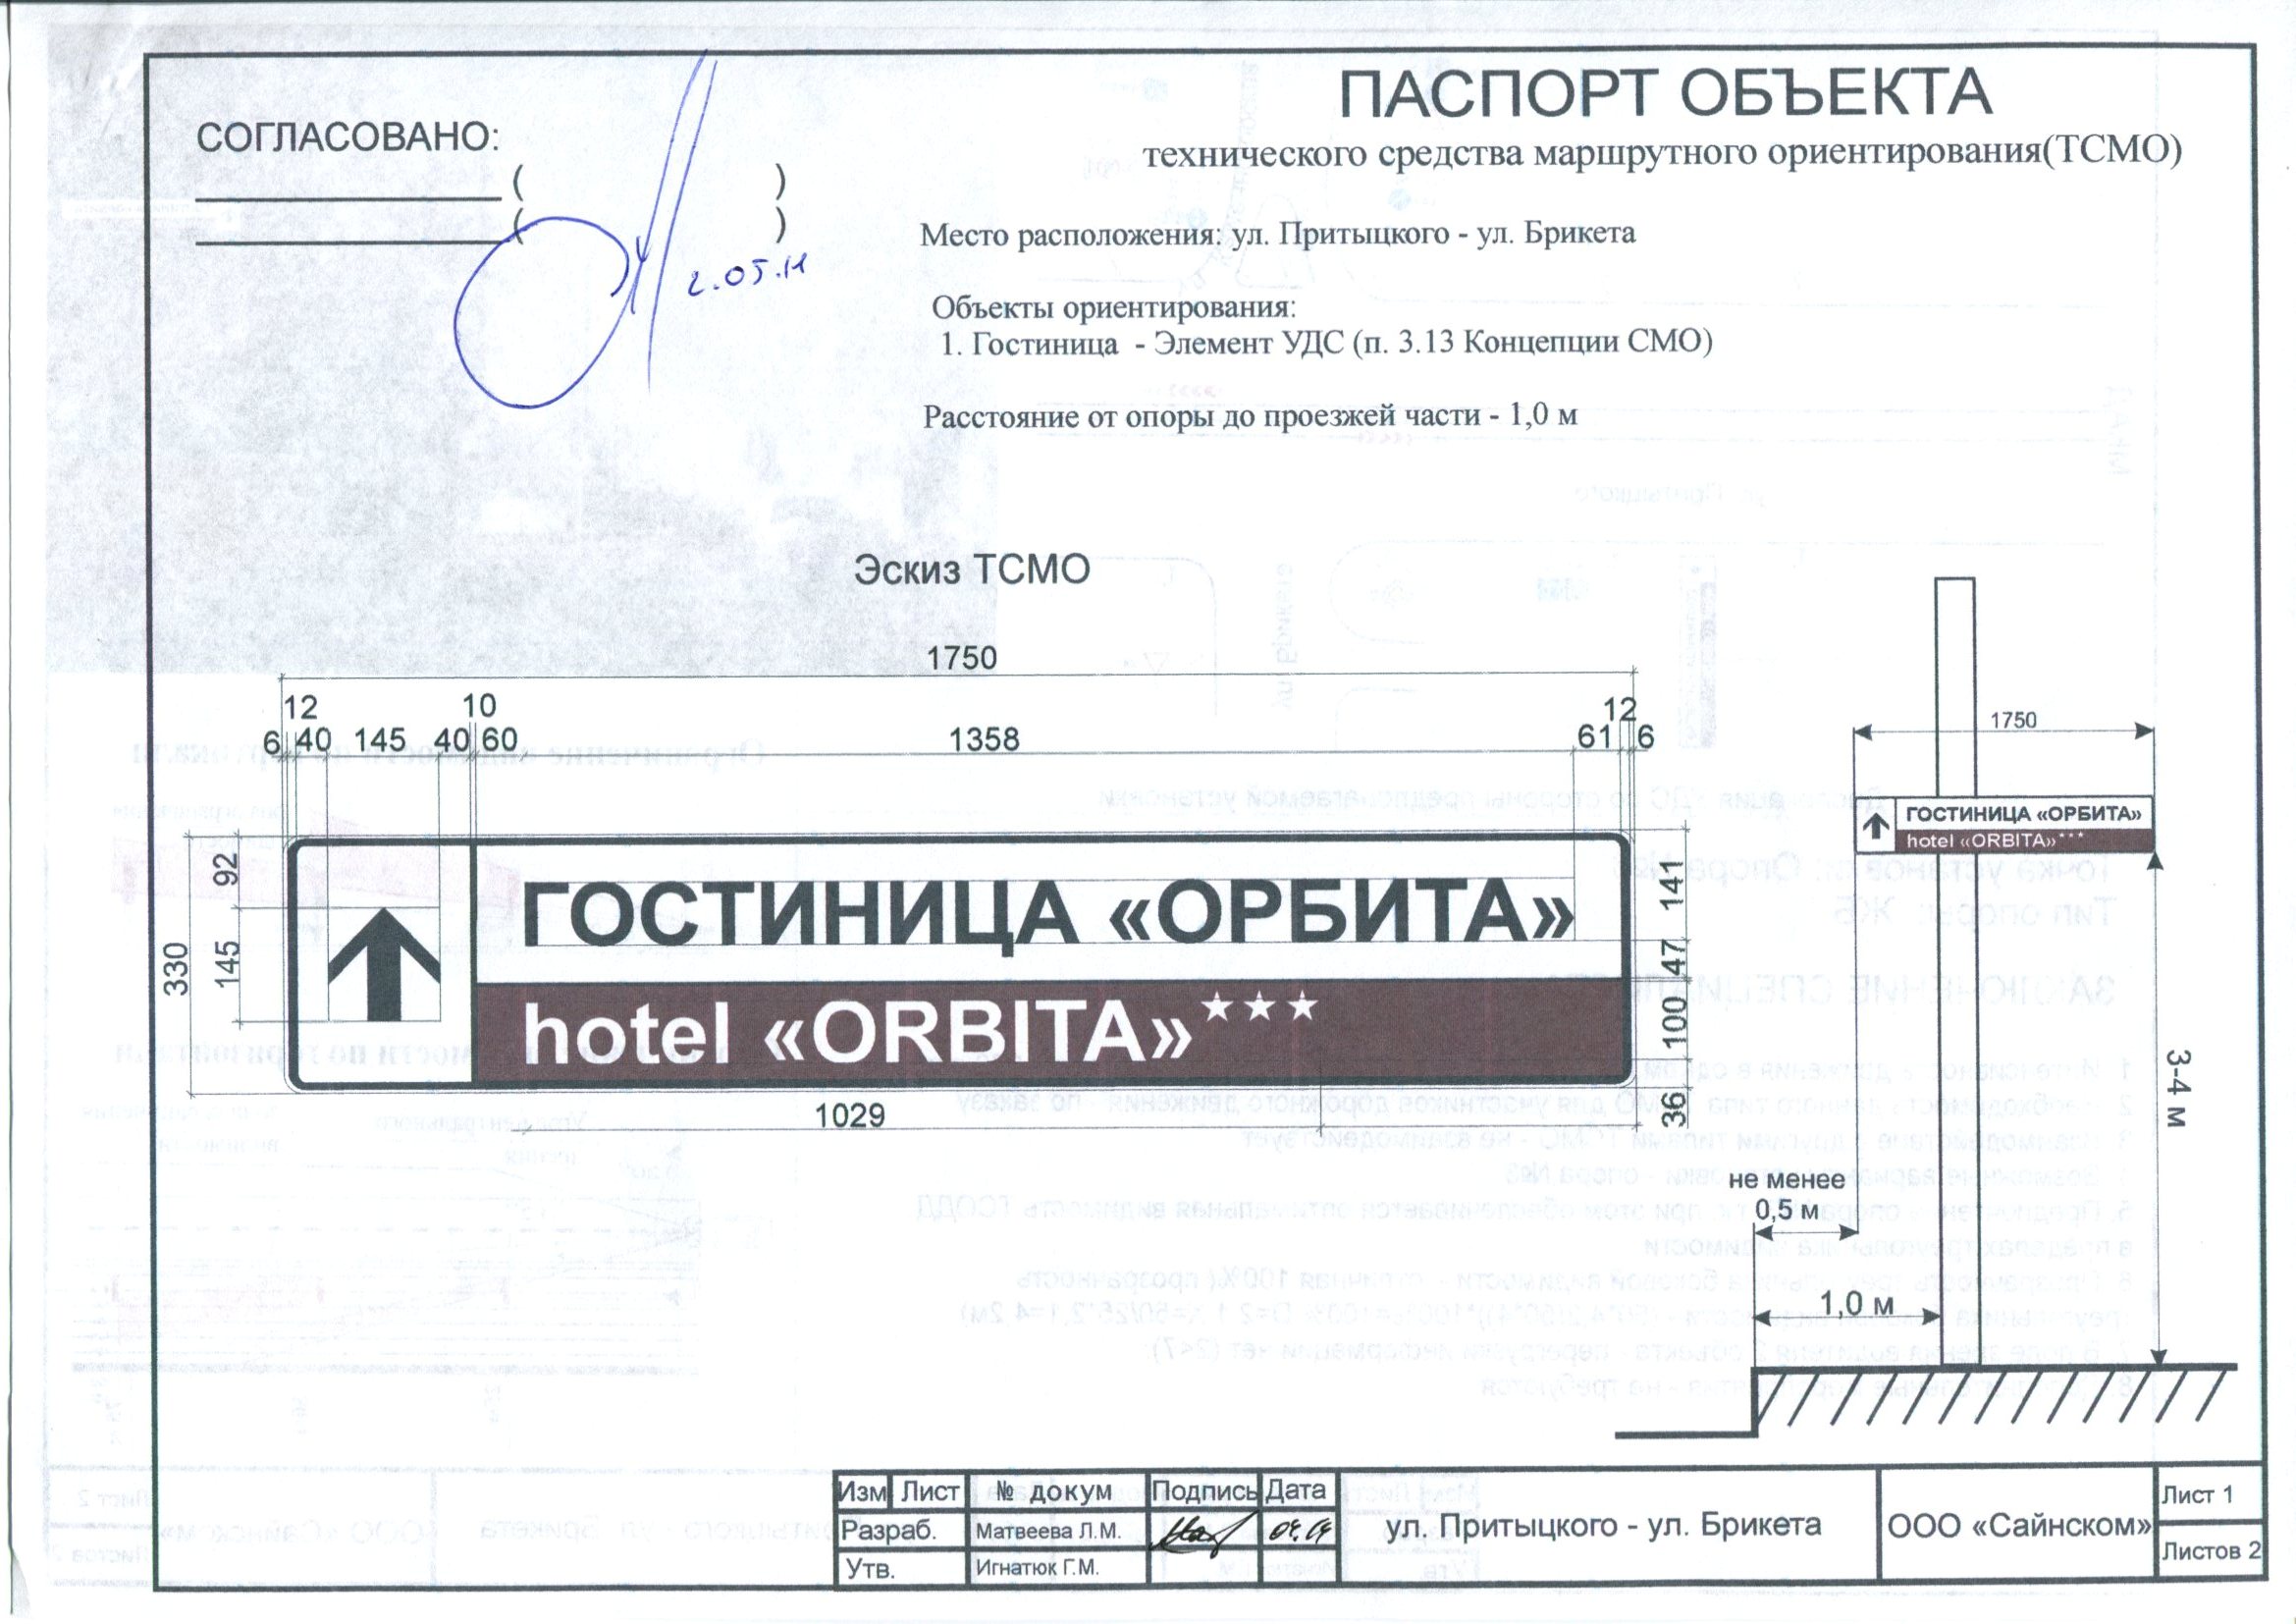 ПАСПОРТ ОБЪЕКТА
технического средства маршрутного ориентирования(ТСМО)
СОГЛАСОВАНО:
( )
( )
2.05.11
Место расположения: ул. Притыцкого - ул. Брикета
Объекты ориентирования:
1. Гостиница - Элемент УДС (п. 3.13 Концепции СМО)
Расстояние от опоры до проезжей части - 1,0 м
Эскиз ТСМО
1750
12 10 12
6 40 145 40 60 1358 61 6
330
92
145
ГОСТИНИЦА «ОРБИТА»
hotel «ORBITA»***
141
47
100
36
1029
1750
ГОСТИНИЦА «ОРБИТА»
hotel «ORBITA»***
3-4 м
не менее
0,5 м
1,0 м
Изм Лист № докум Подпись Дата
Разраб. Матвеева Л.М.
Утв. Игнатюк Г.М.
ул. Притыцкого - ул. Брикета
ООО «Сайнском»
Лист 1
Листов 2